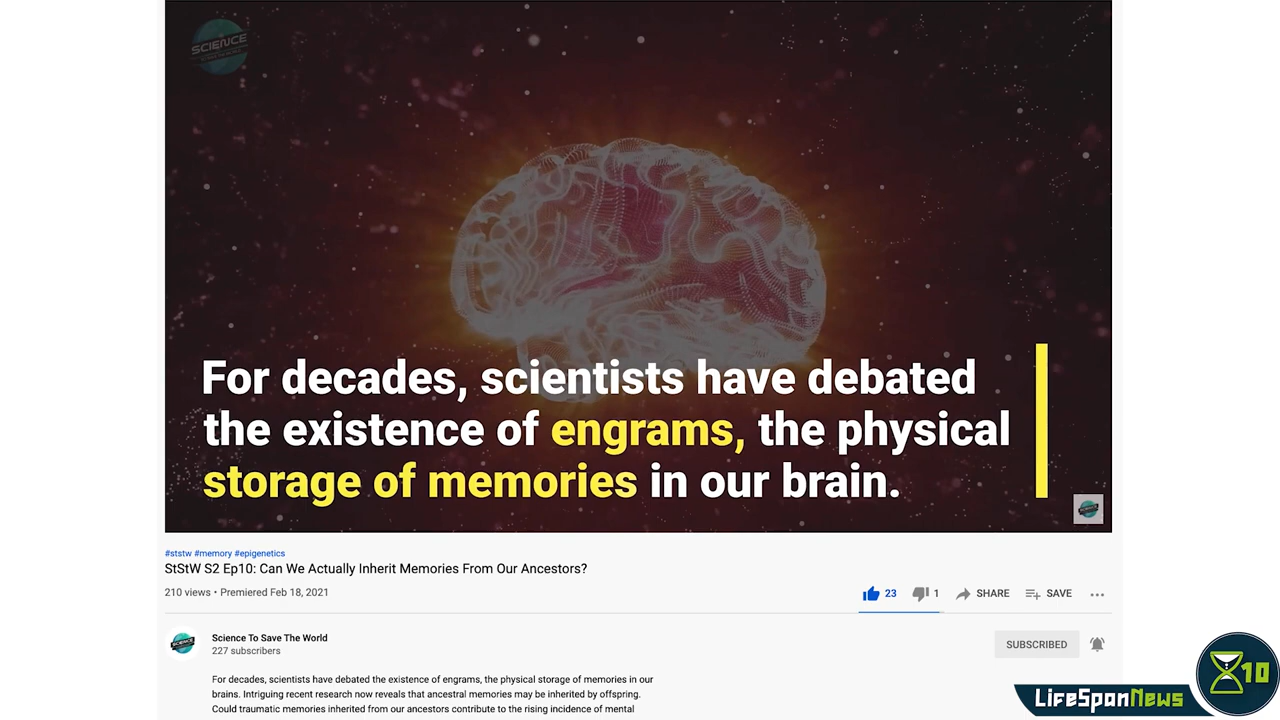 SCIENCE
For decades, scientists have debated
the existence of engrams, the physical
storage of memories in our brain.
#ststw #memory #epigenetics
StStW S2 Ep10: Can We Actually Inherit Memories From Our Ancestors?
210 views • Premiered Feb 18, 2021
23 1 SHARE SAVE
Science To Save The World
227 subscribers
SUBSCRIBED
For decades, scientists have debated the existence of engrams, the physical storage of memories in our
brains. Intriguing recent research now reveals that ancestral memories may be inherited by offspring.
Could traumatic memories inherited from our ancestors contribute to the rising incidence of mental
10
LifeSpanNews